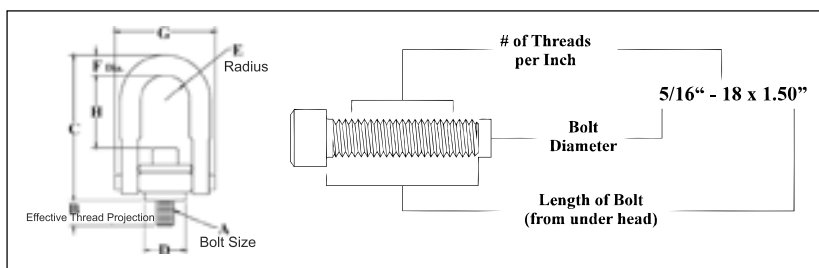 G
E
Radius
F Dia.
H
C
B
Effective Thread Projection
A
Bolt Size
D
# of Threads
per Inch
5/16“ - 18 x 1.50”
Bolt
Diameter
Length of Bolt
(from under head)